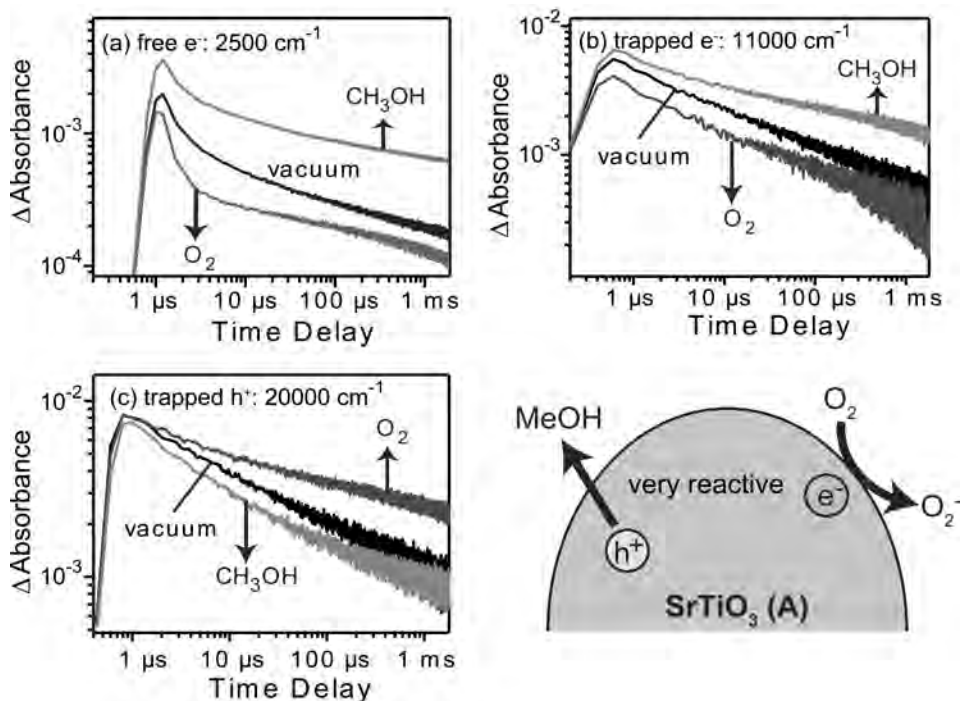 (a) free e⁻: 2500 cm⁻¹
CH₃OH
10⁻³
Δ Absorbance
vacuum
O₂
10⁻⁴
1 μs 10 μs 100 μs 1 ms
Time Delay
10⁻²
(b) trapped e⁻: 11000 cm⁻¹
CH₃OH
Δ Absorbance
10⁻³
vacuum
O₂
1 μs 10 μs 100 μs 1 ms
Time Delay
10⁻²
(c) trapped h⁺: 20000 cm⁻¹
O₂
Δ Absorbance
vacuum
CH₃OH
10⁻³
1 μs 10 μs 100 μs 1 ms
Time Delay
MeOH
O₂
very reactive
e⁻
O₂⁻
h⁺
SrTiO₃ (A)